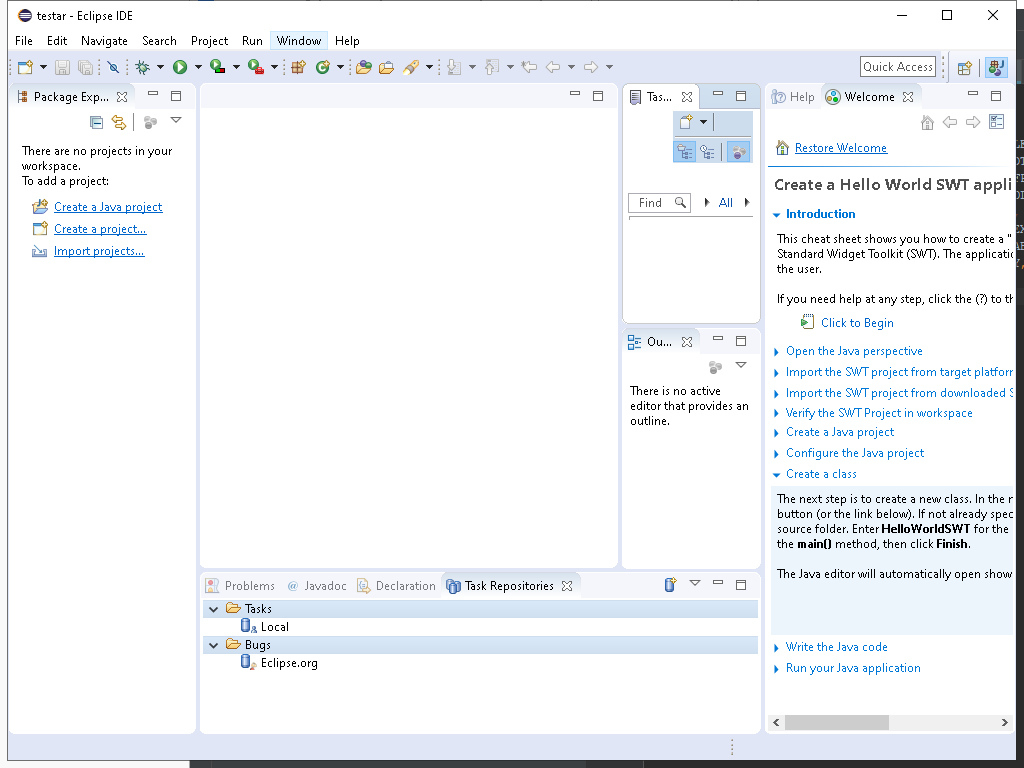 testar - Eclipse IDE
File Edit Navigate Search Project Run Window Help
Quick Access
Package Exp...
There are no projects in your
workspace.
To add a project:
Create a Java project
Create a project...
Import projects...
Tas...
Find
All
Ou...
There is no active
editor that provides an
outline.
Help Welcome
Restore Welcome
Create a Hello World SWT appli
Introduction
This cheat sheet shows you how to create a "
Standard Widget Toolkit (SWT). The applicatio
the user.
If you need help at any step, click the (?) to th
Click to Begin
Open the Java perspective
Import the SWT project from target platform
Import the SWT project from downloaded S
Verify the SWT Project in workspace
Create a Java project
Configure the Java project
Create a class
The next step is to create a new class. In the
button (or the link below). If not already spec
source folder. Enter HelloWorldSWT for the
the main() method, then click Finish.
The Java editor will automatically open show
Write the Java code
Run your Java application
Problems @ Javadoc Declaration Task Repositories
Tasks
Local
Bugs
Eclipse.org